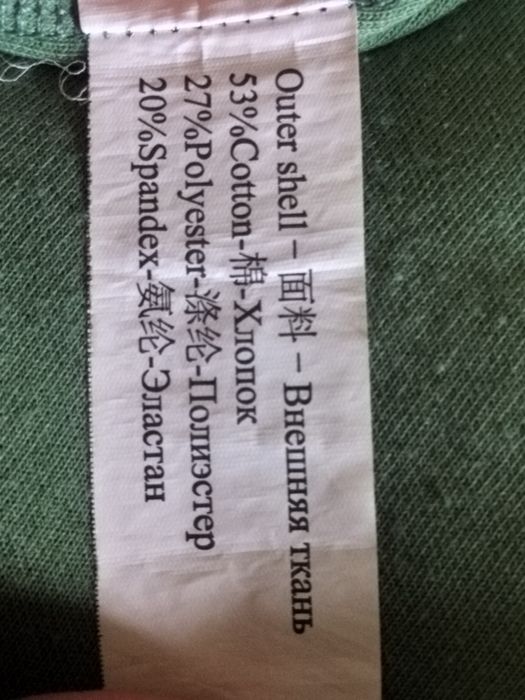 Outer shell – 面料 – Внешняя ткань
53%Cotton-棉-Хлопок
27%Polyester-涤纶-Полиэстер
20%Spandex-氨纶-Эластан